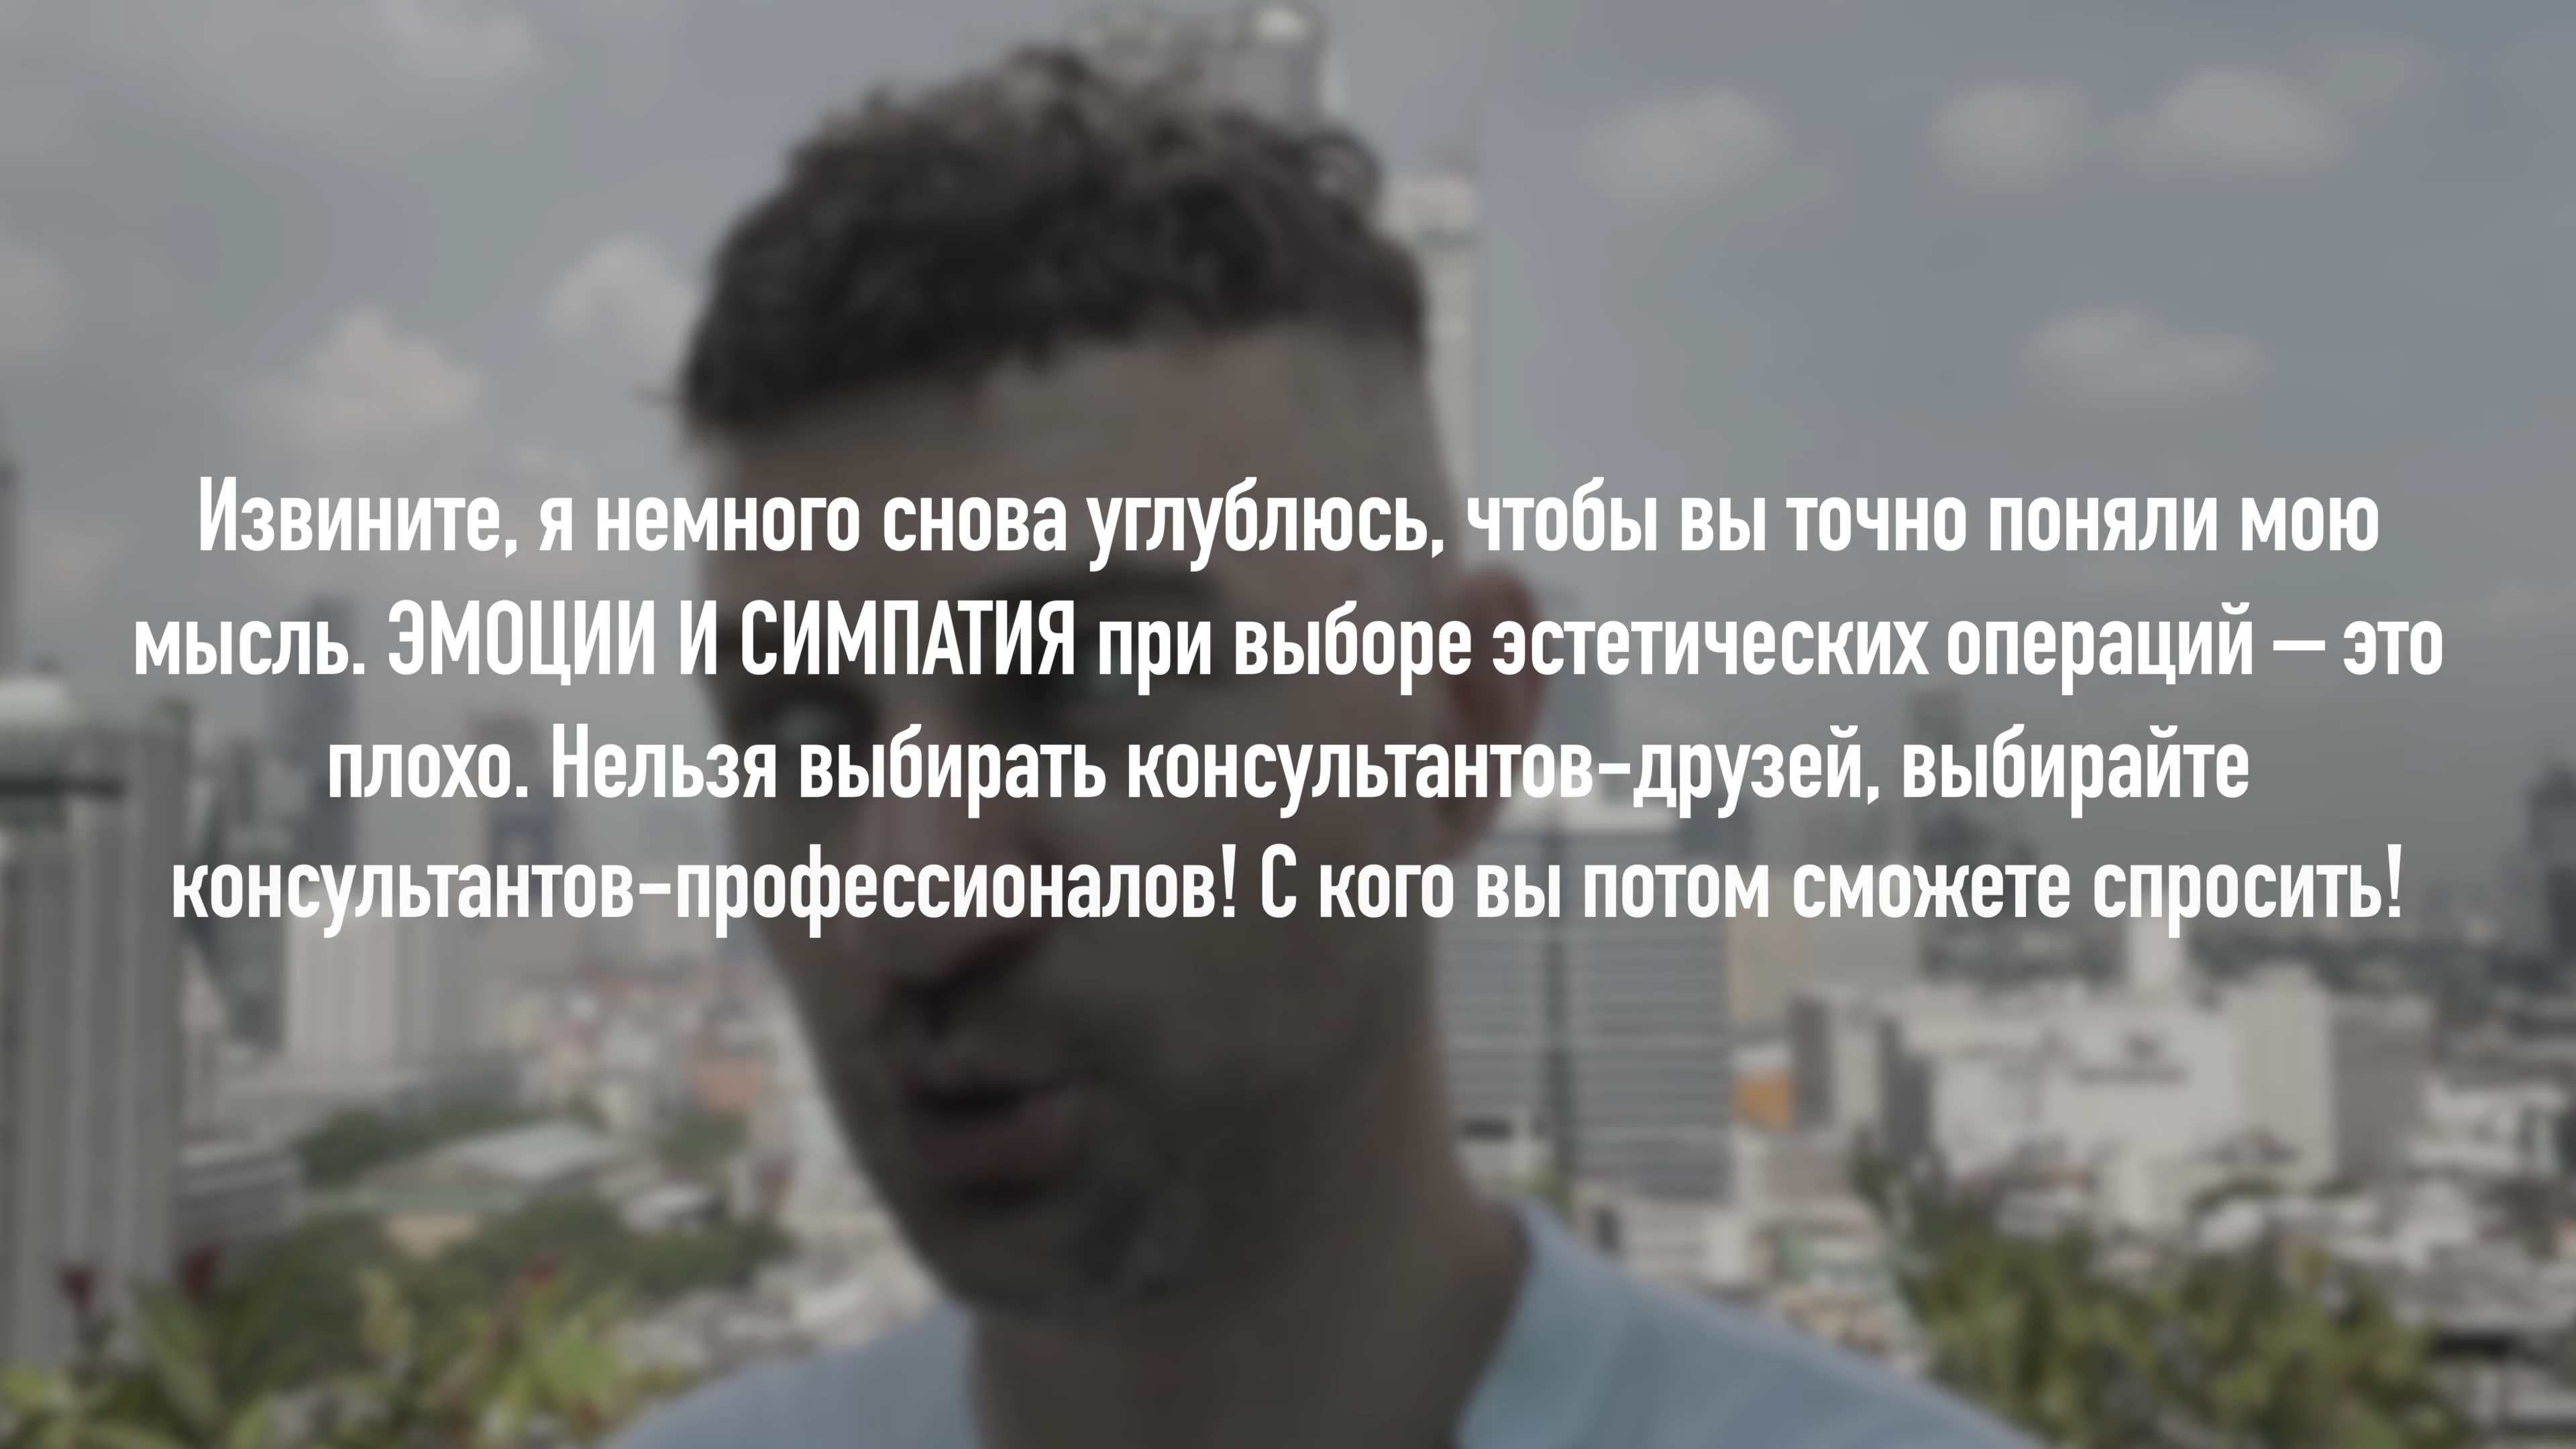 Извините, я немного снова углублюсь, чтобы вы точно поняли мою
мысль. ЭМОЦИИ И СИМПАТИЯ при выборе эстетических операций – это
плохо. Нельзя выбирать консультантов-друзей, выбирайте
консультантов-профессионалов! С кого вы потом сможете спросить!